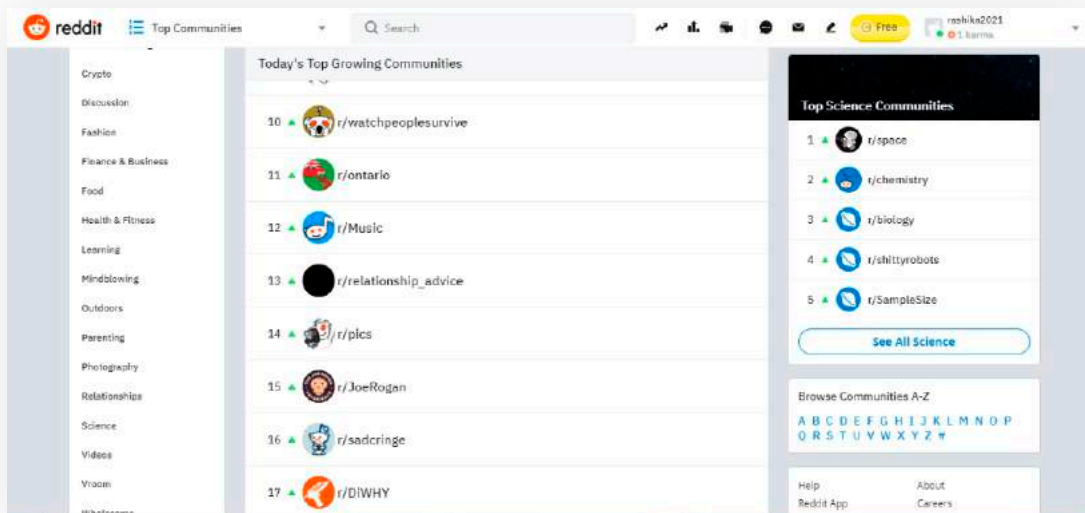 reddit
Top Communities
Search
Free
rashika2021
1 karma
Crypto
Discussion
Fashion
Finance & Business
Food
Health & Fitness
Learning
Mindblowing
Outdoors
Parenting
Photography
Relationships
Science
Videos
Vroom
Today's Top Growing Communities
10 r/watchpeoplesurvive
11 r/ontario
12 r/Music
13 r/relationship_advice
14 r/pics
15 r/JoeRogan
16 r/sadcringe
17 r/DiWHY
Top Science Communities
1 r/space
2 r/chemistry
3 r/biology
4 r/shittyrobots
5 r/SampleSize
See All Science
Browse Communities A-Z
A B C D E F G H I J K L M N O P
Q R S T U V W X Y Z #
Help About
Reddit App Careers